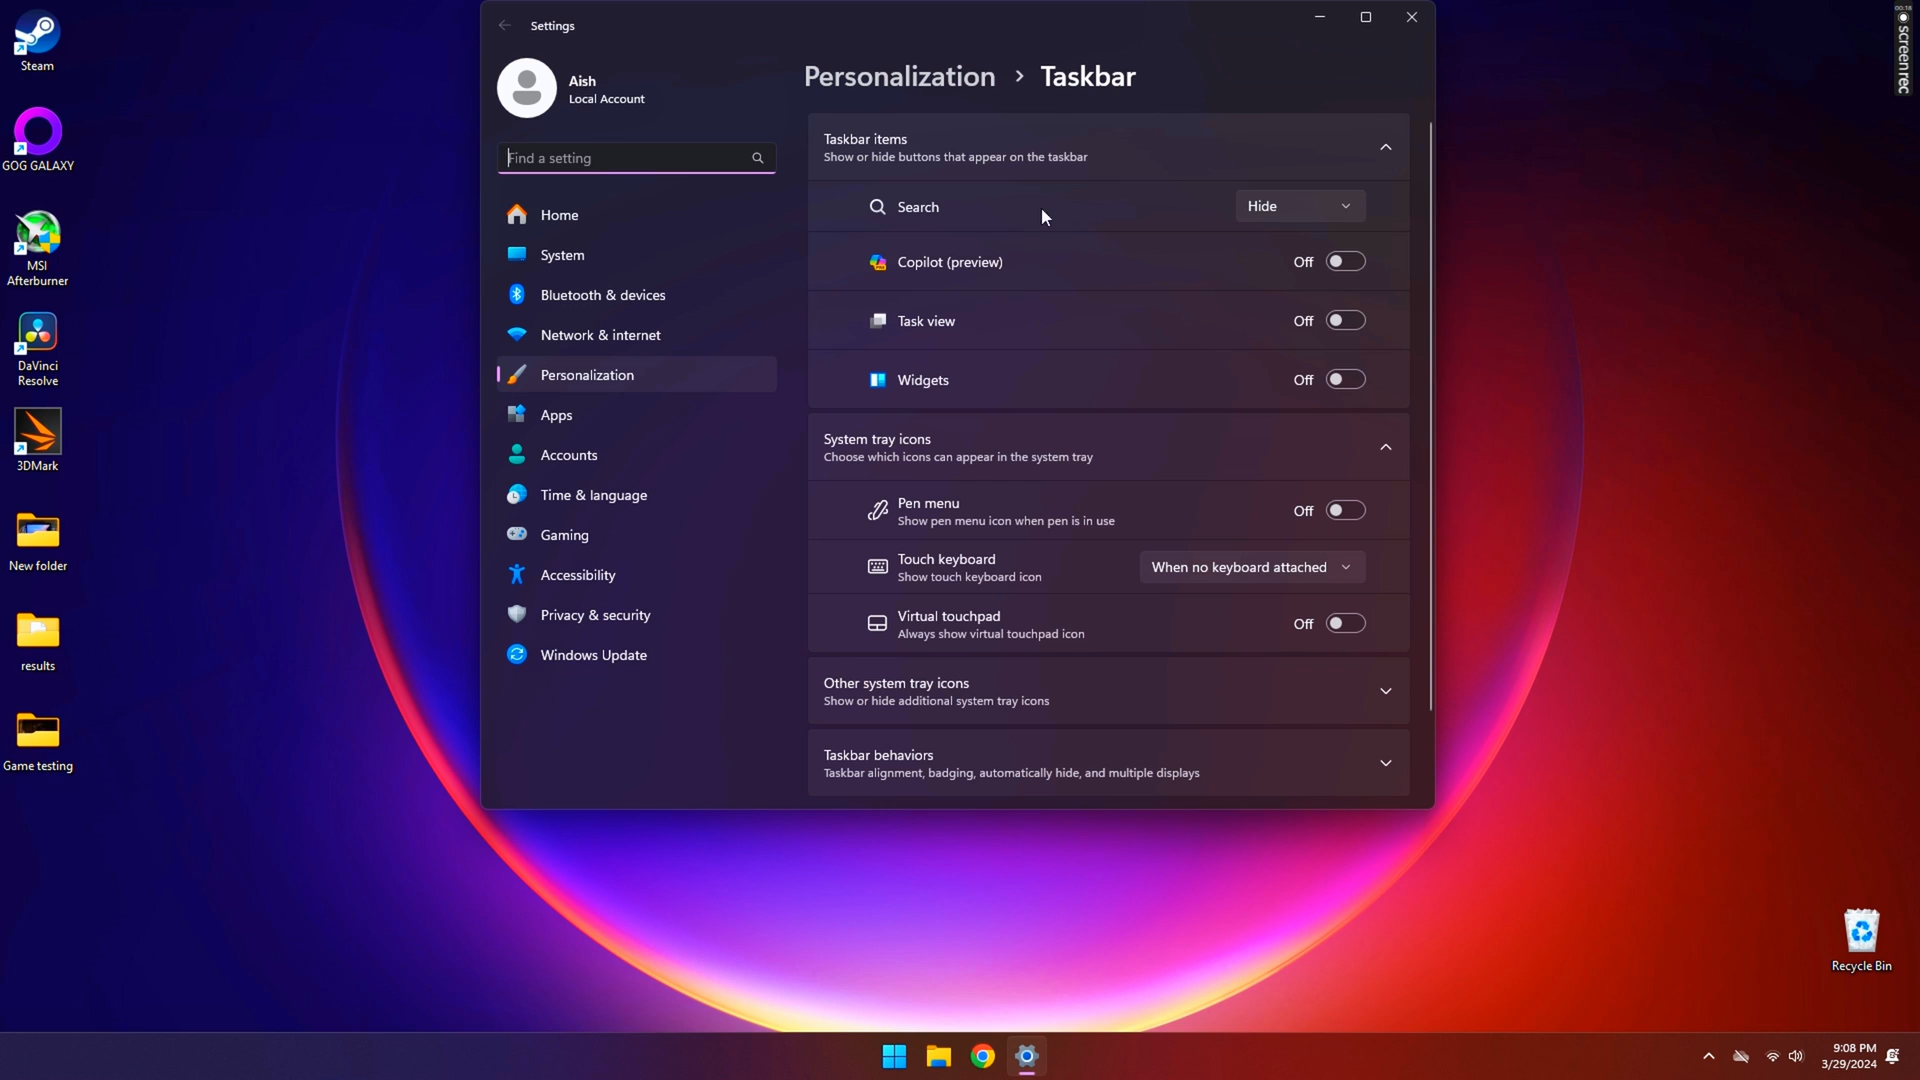 Steam
GOG GALAXY
MSI
Afterburner
DaVinci
Resolve
3DMark
New folder
results
Game testing
Settings
Aish
Local Account
Find a setting
Home
System
Bluetooth & devices
Network & internet
Personalization
Apps
Accounts
Time & language
Gaming
Accessibility
Privacy & security
Windows Update
Personalization > Taskbar
Taskbar items
Show or hide buttons that appear on the taskbar
Search Hide
Copilot (preview) Off
Task view Off
Widgets Off
System tray icons
Choose which icons can appear in the system tray
Pen menu
Show pen menu icon when pen is in use
Off
Touch keyboard
Show touch keyboard icon
When no keyboard attached
Virtual touchpad
Always show virtual touchpad icon
Off
Other system tray icons
Show or hide additional system tray icons
Taskbar behaviors
Taskbar alignment, badging, automatically hide, and multiple displays
00:18
screenrec
Recycle Bin
9:08 PM
3/29/2024